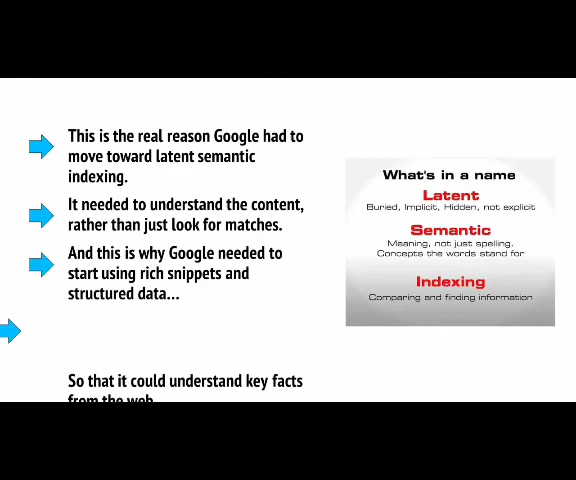 This is the real reason Google had to
move toward latent semantic
indexing.
It needed to understand the content,
rather than just look for matches.
And this is why Google needed to
start using rich snippets and
structured data...
So that it could understand key facts
from the web
What's in a name
Latent
Buried, Implicit, Hidden, not explicit
Semantic
Meaning, not just spelling.
Concepts the words stand for
Indexing
Comparing and finding information